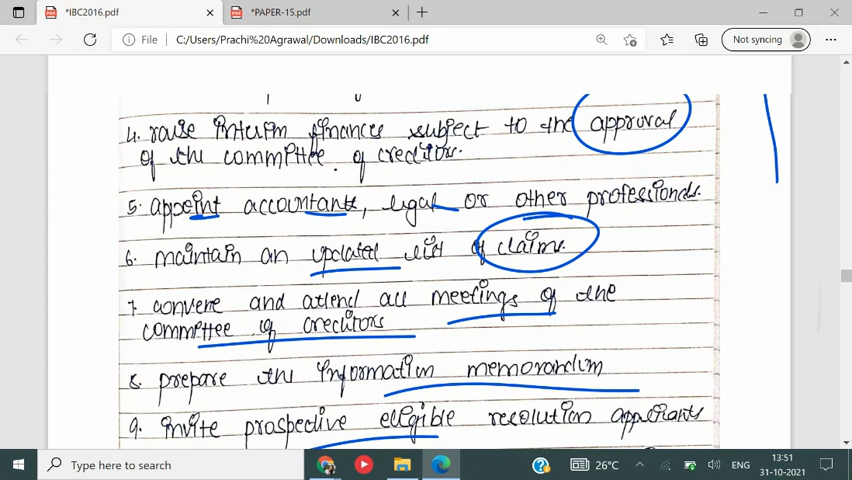 *IBC2016.pdf
*PAPER-15.pdf
File C:/Users/Prachi%20Agrawal/Downloads/IBC2016.pdf
Not syncing
4. raise interim finances subject to the approval
of the committee of creditors.
5. appoint accountants, legal or other professionals.
6. maintain an updated list of claims.
7. convene and attend all meetings of the
committee of creditors
8. prepare the information memorandum
9. invite prospective eligible resolution applicants
Type here to search
26°C
ENG
13:51
31-10-2021